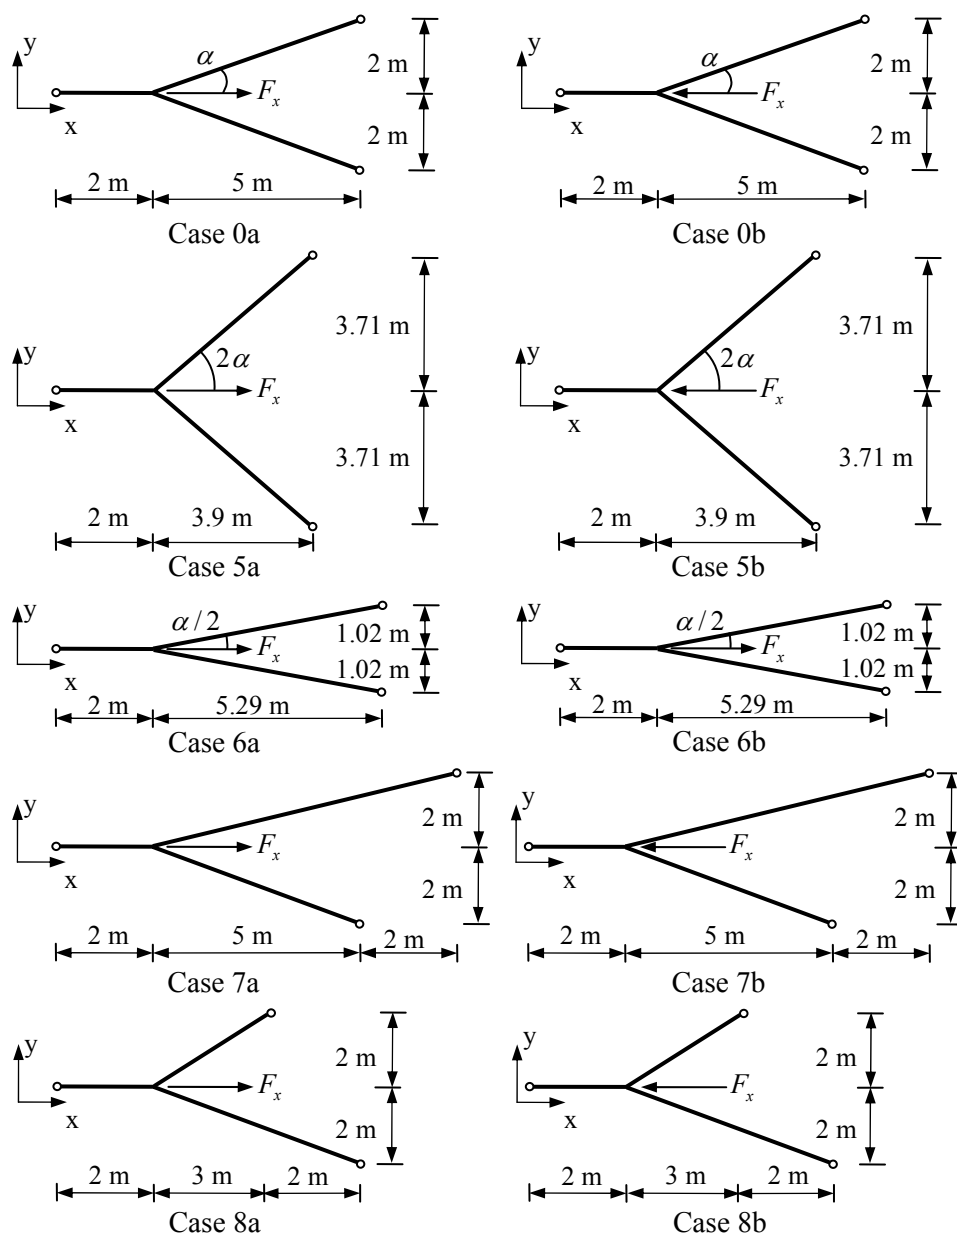 y α F_x 2 m y α F_x 2 m
x 2 m x 2 m
2 m 5 m 2 m 5 m
Case 0a Case 0b
y 2α F_x 3.71 m y 2α F_x 3.71 m
x 3.71 m x 3.71 m
2 m 3.9 m 2 m 3.9 m
Case 5a Case 5b
y α/2 F_x 1.02 m y α/2 F_x 1.02 m
x 1.02 m x 1.02 m
2 m 5.29 m 2 m 5.29 m
Case 6a Case 6b
y F_x 2 m y F_x 2 m
x 2 m x 2 m
2 m 5 m 2 m 2 m 5 m 2 m
Case 7a Case 7b
y F_x 2 m y F_x 2 m
x 2 m x 2 m
2 m 3 m 2 m 2 m 3 m 2 m
Case 8a Case 8b